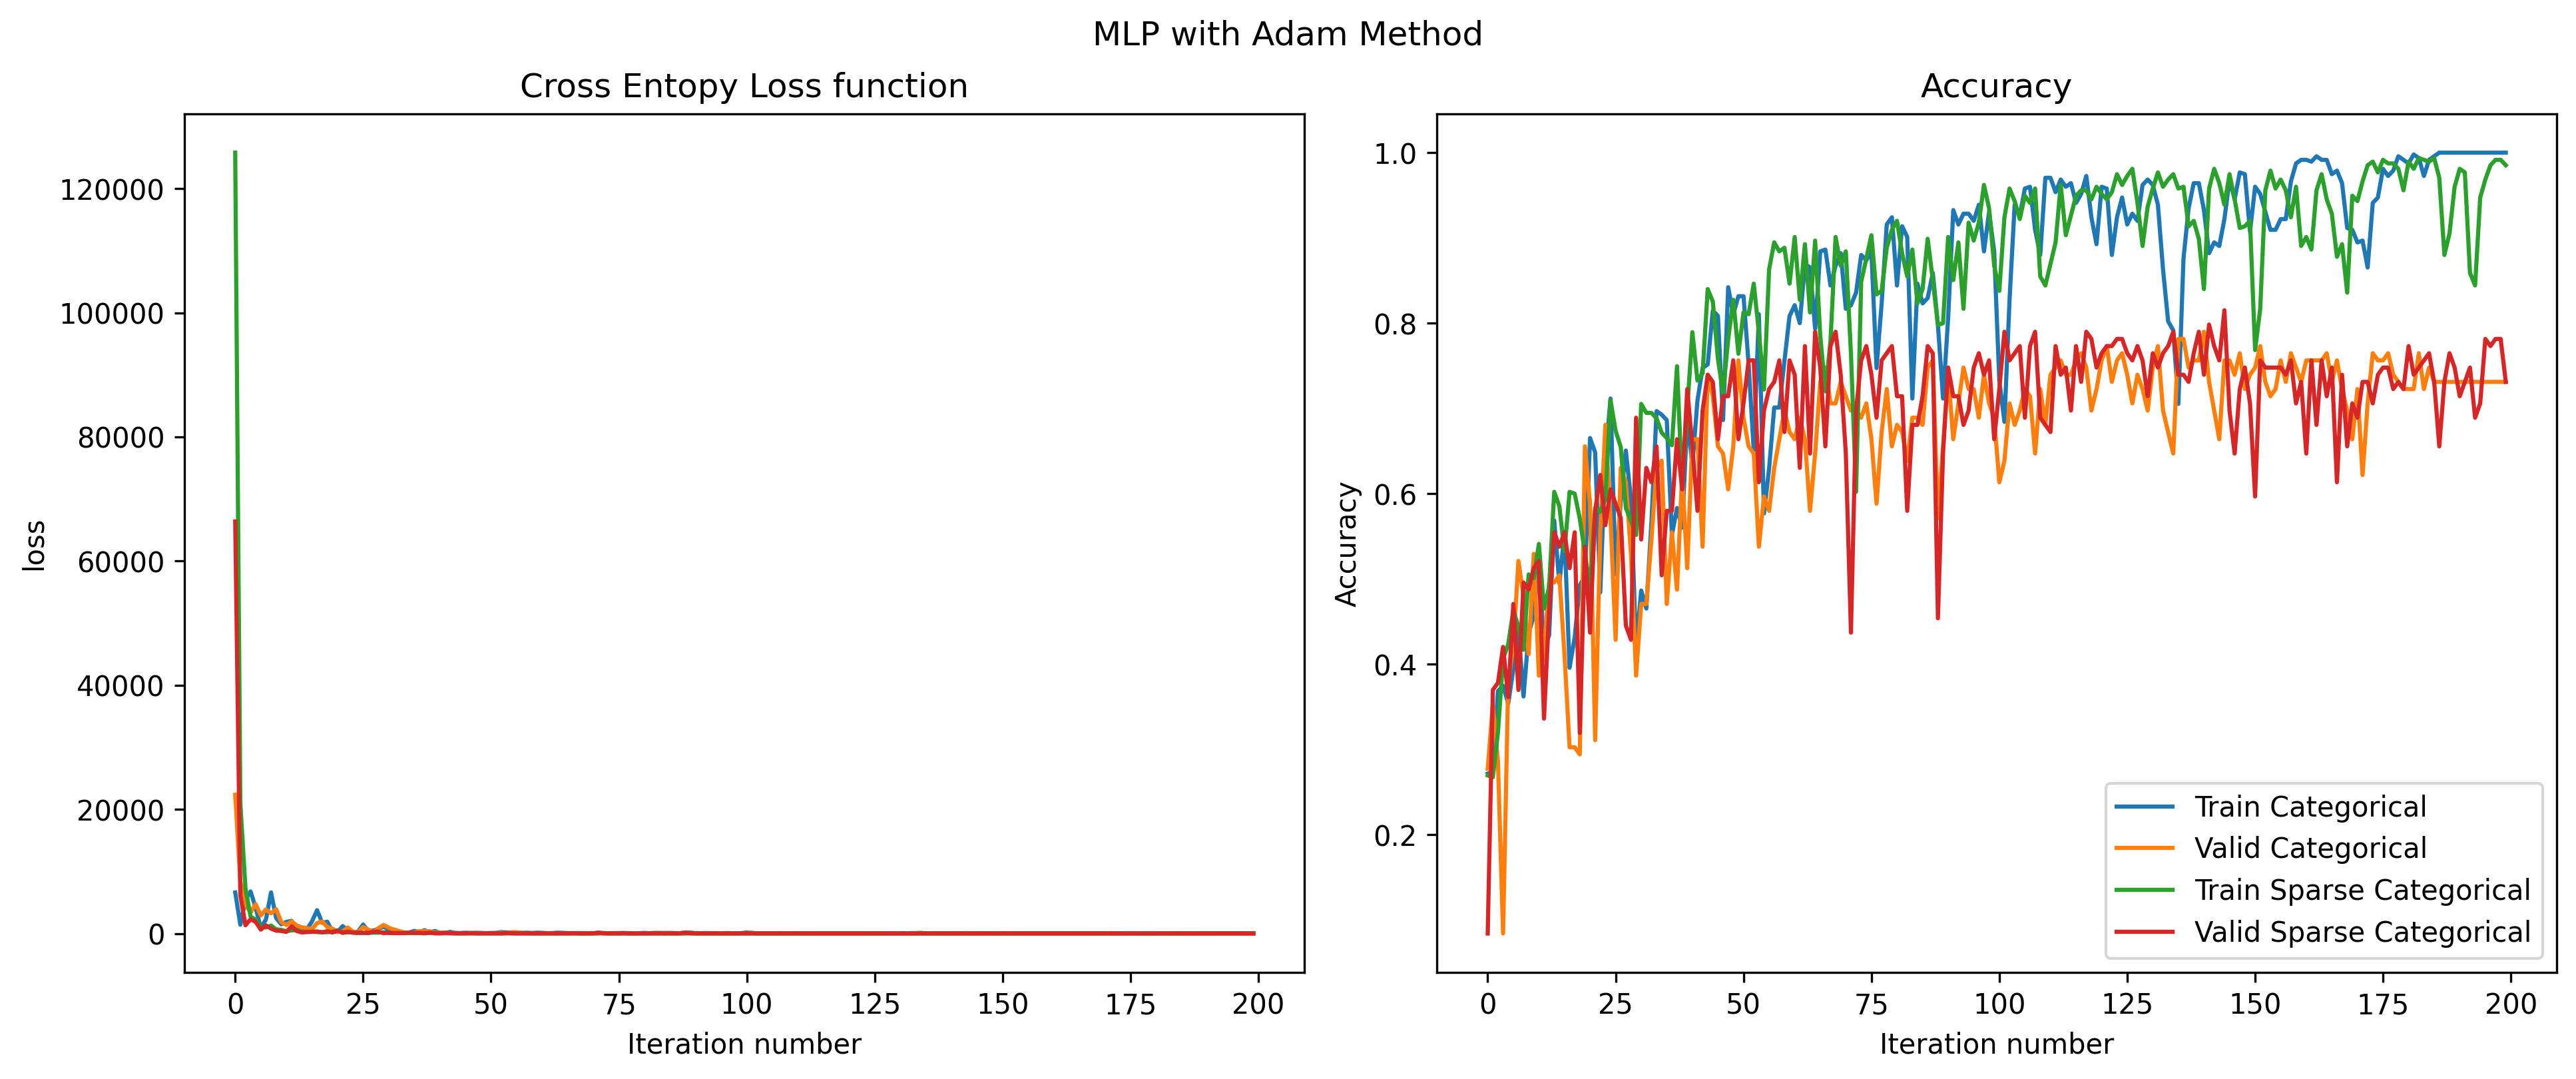 MLP with Adam Method
Cross Entopy Loss function
120000
100000
80000
60000
40000
20000
0
loss
0 25 50 75 100 125 150 175 200
Iteration number
Accuracy
1.0
0.8
0.6
0.4
0.2
Accuracy
Train Categorical
Valid Categorical
Train Sparse Categorical
Valid Sparse Categorical
0 25 50 75 100 125 150 175 200
Iteration number